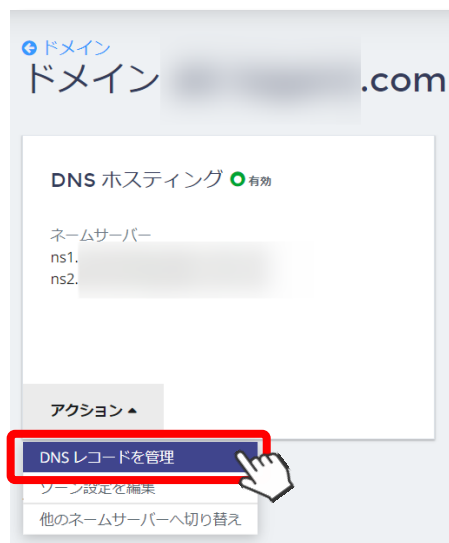 ドメイン
ドメイン .com
DNS ホスティング 有効
ネームサーバー
ns1.
ns2.
アクション
DNS レコードを管理
ゾーン設定を編集
他のネームサーバーへ切り替え